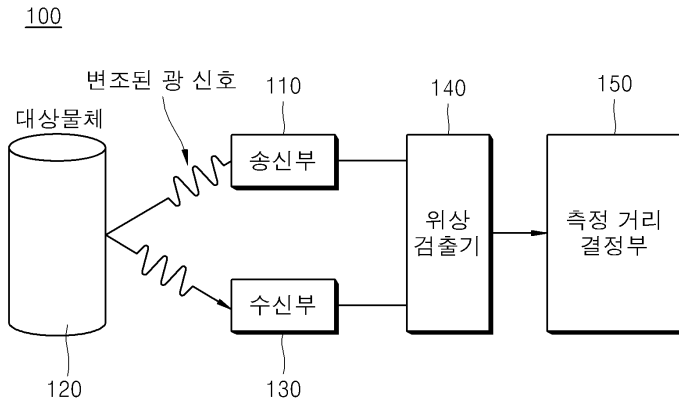 100
변조된 광 신호
110
140
150
대상물체
송신부
위상
검출기
측정 거리
결정부
수신부
120
130